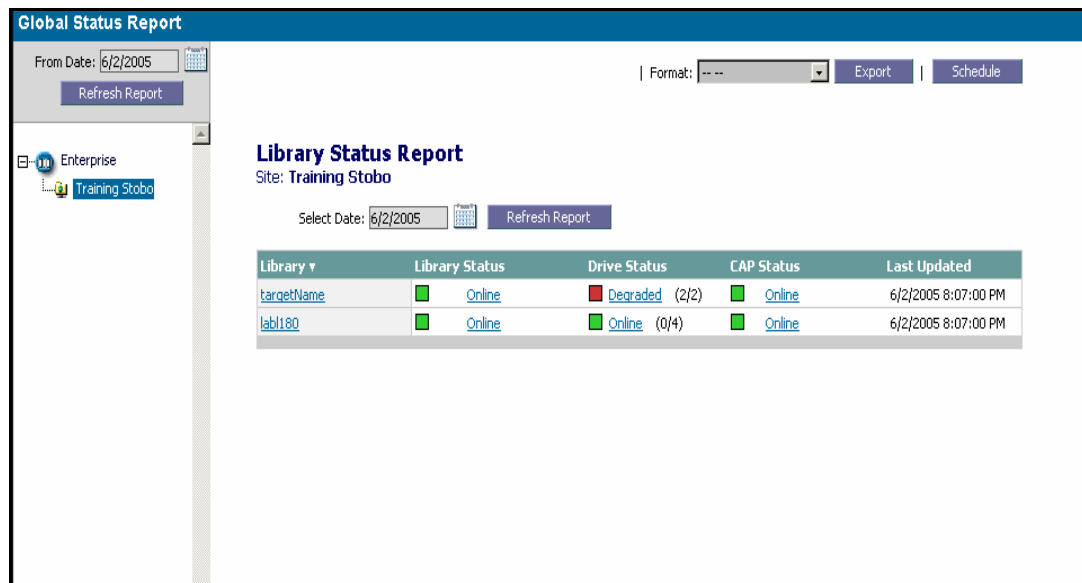 Global Status Report
From Date: 6/2/2005
Refresh Report
| Format: -- -- Export | Schedule
Enterprise
Training Stobo
Library Status Report
Site: Training Stobo
Select Date: 6/2/2005 Refresh Report
Library Library Status Drive Status CAP Status Last Updated
targetName Online Degraded (2/2) Online 6/2/2005 8:07:00 PM
labl180 Online Online (0/4) Online 6/2/2005 8:07:00 PM